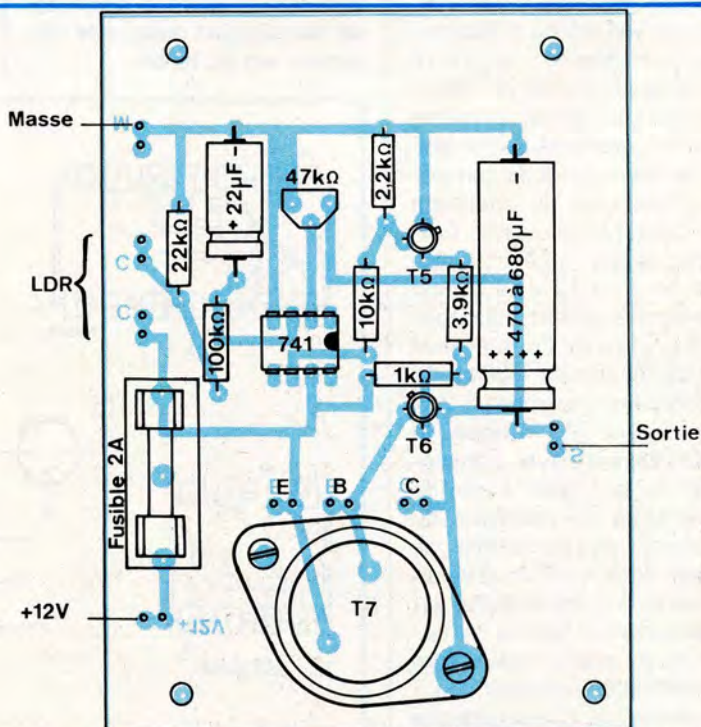 Masse
M
47kΩ
2,2kΩ
+ 22µF -
22kΩ
-
470 à 680µF
+ + + +
T5
LDR
C
C
100kΩ
741
10kΩ
3,9kΩ
1kΩ
T6
Sortie
S
Fusible 2A
E E
B B
C C
T7
+12V
+12V